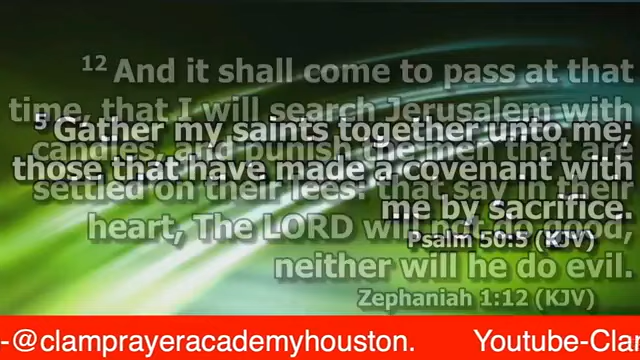 12 And it shall come to pass at that
time, that I will search Jerusalem with
candles, and punish the men that are
settled on their lees: that say in their
heart, The LORD will not do good,
neither will he do evil.
Zephaniah 1:12 (KJV)
5 Gather my saints together unto me;
those that have made a covenant with
me by sacrifice.
Psalm 50:5 (KJV)
-@clamprayeracademyhouston. Youtube-Clar